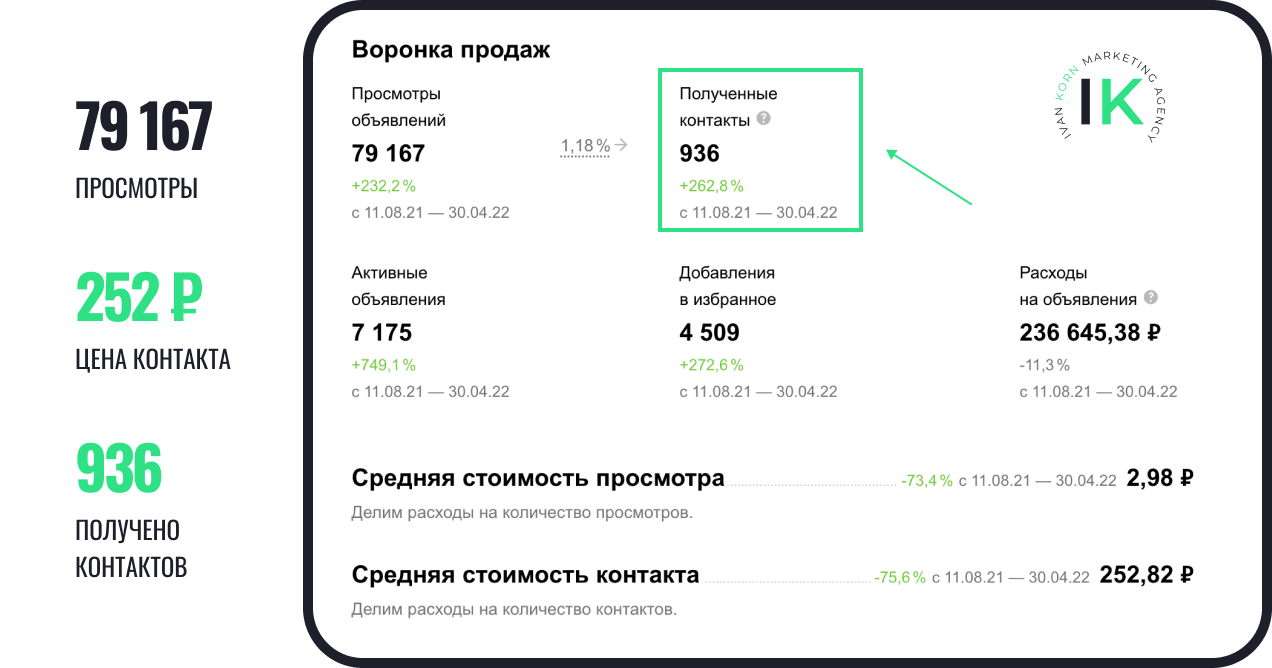 79 167
ПРОСМОТРЫ
252 ₽
ЦЕНА КОНТАКТА
936
ПОЛУЧЕНО
КОНТАКТОВ
Воронка продаж
IVAN KORN MARKETING AGENCY
IK
Просмотры
объявлений
79 167
+232,2 %
с 11.08.21 — 30.04.22
1,18 % →
Полученные
контакты ?
936
+262,8 %
с 11.08.21 — 30.04.22
Активные
объявления
7 175
+749,1 %
с 11.08.21 — 30.04.22
Добавления
в избранное
4 509
+272,6 %
с 11.08.21 — 30.04.22
Расходы
на объявления ?
236 645,38 ₽
-11,3 %
с 11.08.21 — 30.04.22
Средняя стоимость просмотра -73,4 % с 11.08.21 — 30.04.22 2,98 ₽
Делим расходы на количество просмотров.
Средняя стоимость контакта -75,6 % с 11.08.21 — 30.04.22 252,82 ₽
Делим расходы на количество контактов.